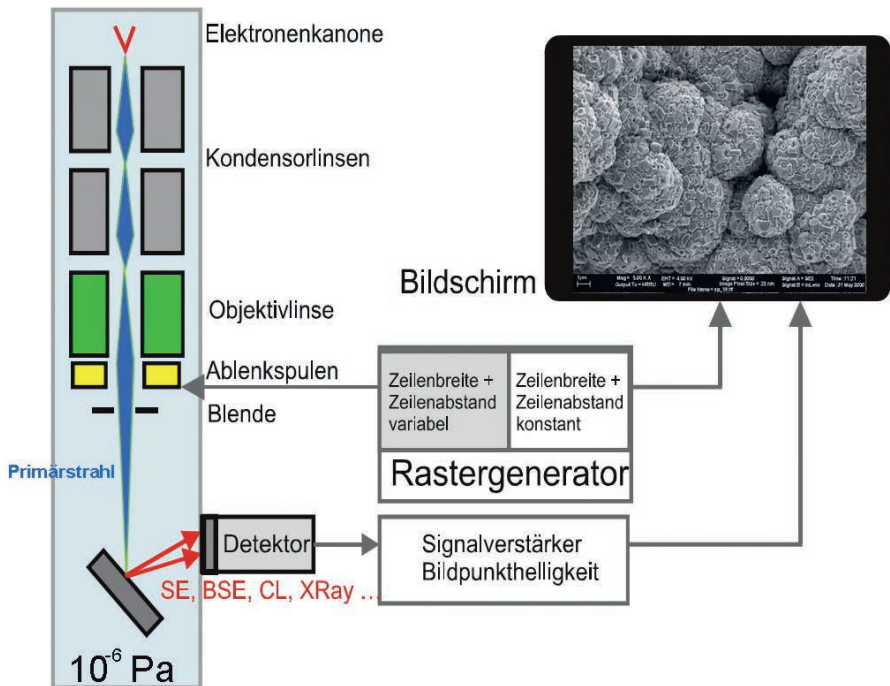 Elektronenkanone
Kondensorlinsen
Bildschirm
Objektivlinse
Ablenkspulen
Blende
Zeilenbreite +
Zeilenabstand
variabel
Zeilenbreite +
Zeilenabstand
konstant
Rastergenerator
Primärstrahl
Detektor
Signalverstärker
Bildpunkthelligkeit
SE, BSE, CL, XRay ...
10⁻⁶ Pa